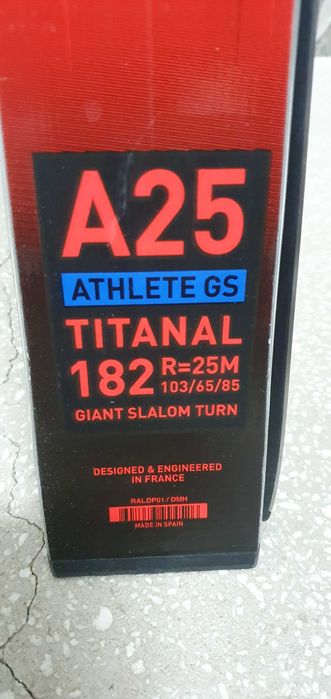 A25
ATHLETE GS
TITANAL
182 R=25M
103/65/85
GIANT SLALOM TURN
DESIGNED & ENGINEERED
IN FRANCE
RALDP01 / DMH
MADE IN SPAIN